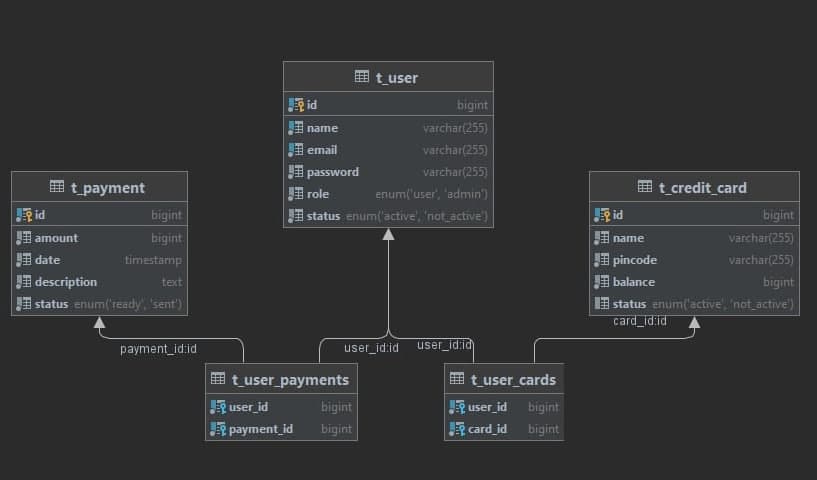 t_user
id bigint
name varchar(255)
email varchar(255)
password varchar(255)
role enum('user', 'admin')
status enum('active', 'not_active')
t_payment
id bigint
amount bigint
date timestamp
description text
status enum('ready', 'sent')
t_credit_card
id bigint
name varchar(255)
pincode varchar(255)
balance bigint
status enum('active', 'not_active')
payment_id:id
user_id:id
user_id:id
card_id:id
t_user_payments
user_id bigint
payment_id bigint
t_user_cards
user_id bigint
card_id bigint